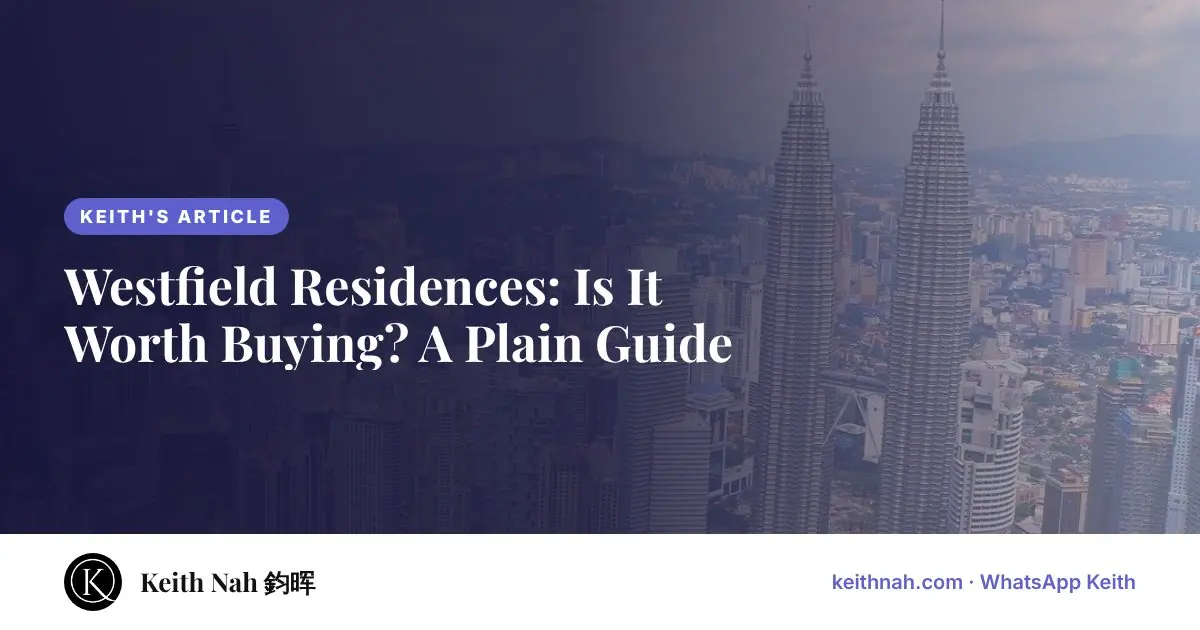 KEITH'S ARTICLE
Westfield Residences: Is It
Worth Buying? A Plain Guide
K
Keith Nah 鈞晖
keithnah.com · WhatsApp Keith